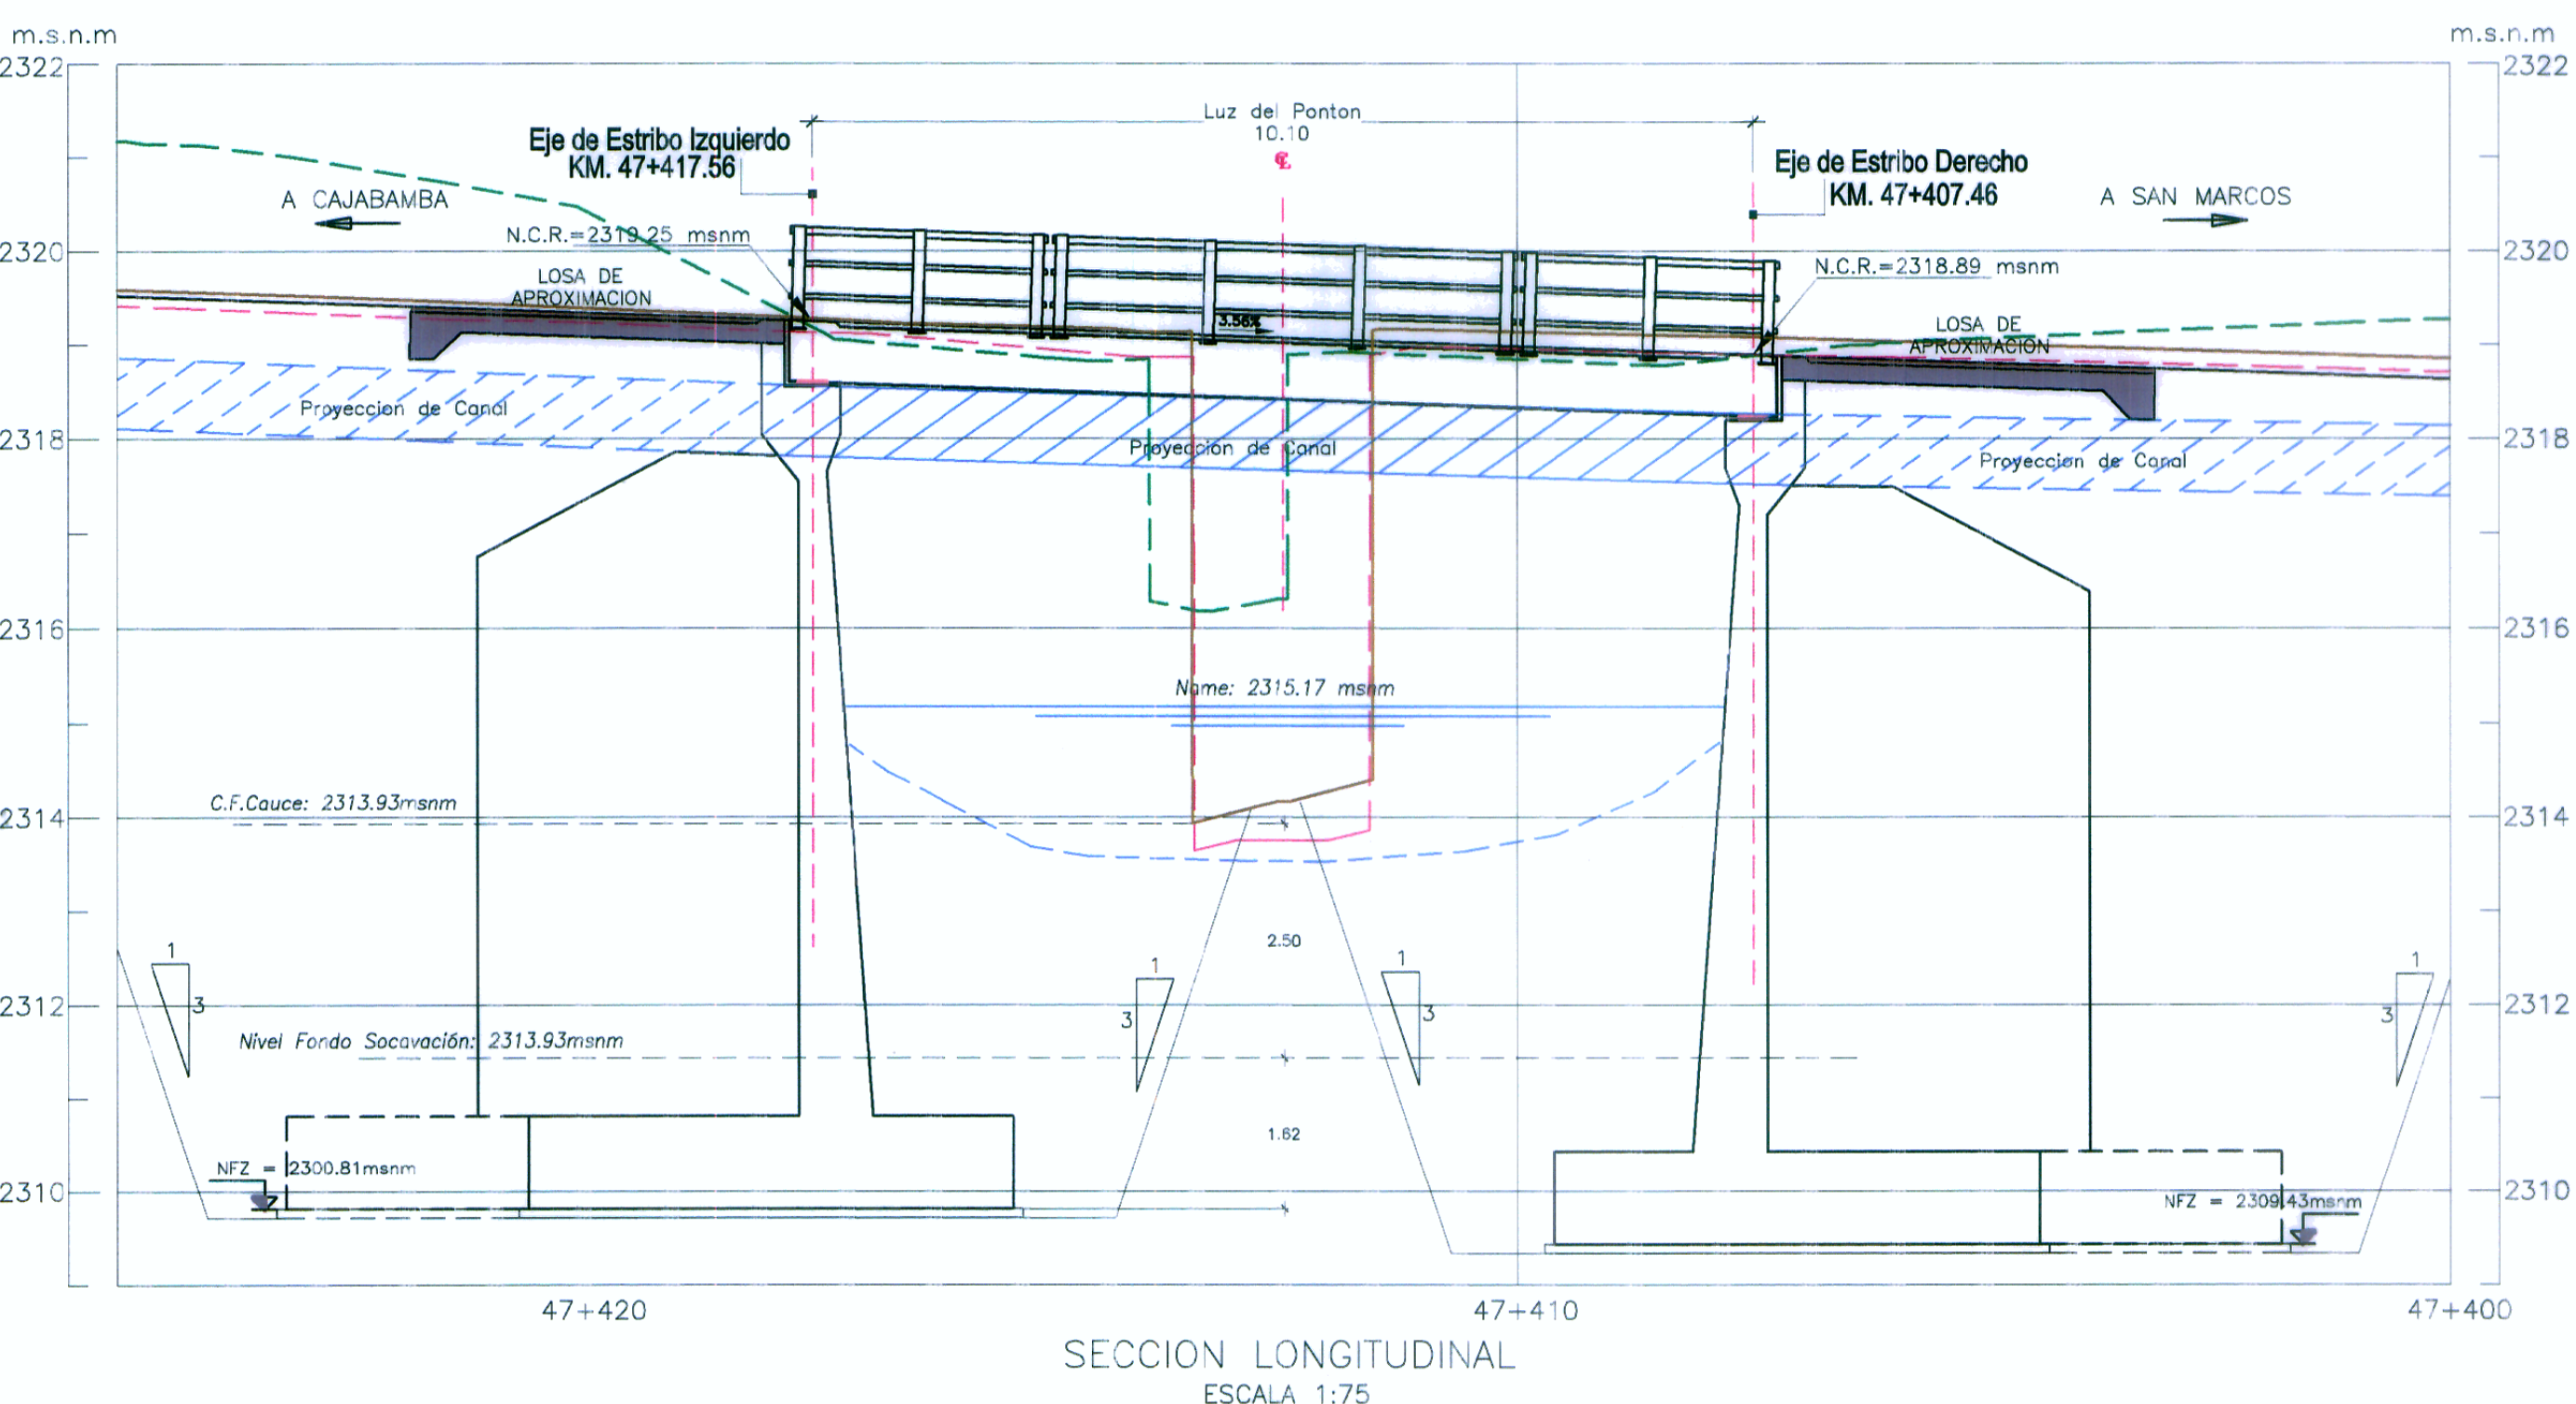 m.s.n.m
m.s.n.m
2322
2322
Luz del Ponton
10.10
Eje de Estribo Izquierdo
KM. 47+417.56
Eje de Estribo Derecho
KM. 47+407.46
A CAJABAMBA
A SAN MARCOS
N.C.R.=2319.25 msnm
2320
2320
N.C.R.=2318.89 msnm
LOSA DE
APROXIMACION
3.56%
LOSA DE
APROXIMACION
Proyeccion de Canal
Proyeccion de Canal
Proyeccion de Canal
2318
2318
2316
2316
Name: 2315.17 msnm
C.F.Cauce: 2313.93msnm
2314
2314
2.50
1
3
1
3
1
3
1
3
2312
2312
Nivel Fondo Socavación: 2313.93msnm
1.62
NFZ = 2300.81msnm
2310
2310
NFZ = 2309.43msnm
47+420
47+410
47+400
SECCION LONGITUDINAL
ESCALA 1:75